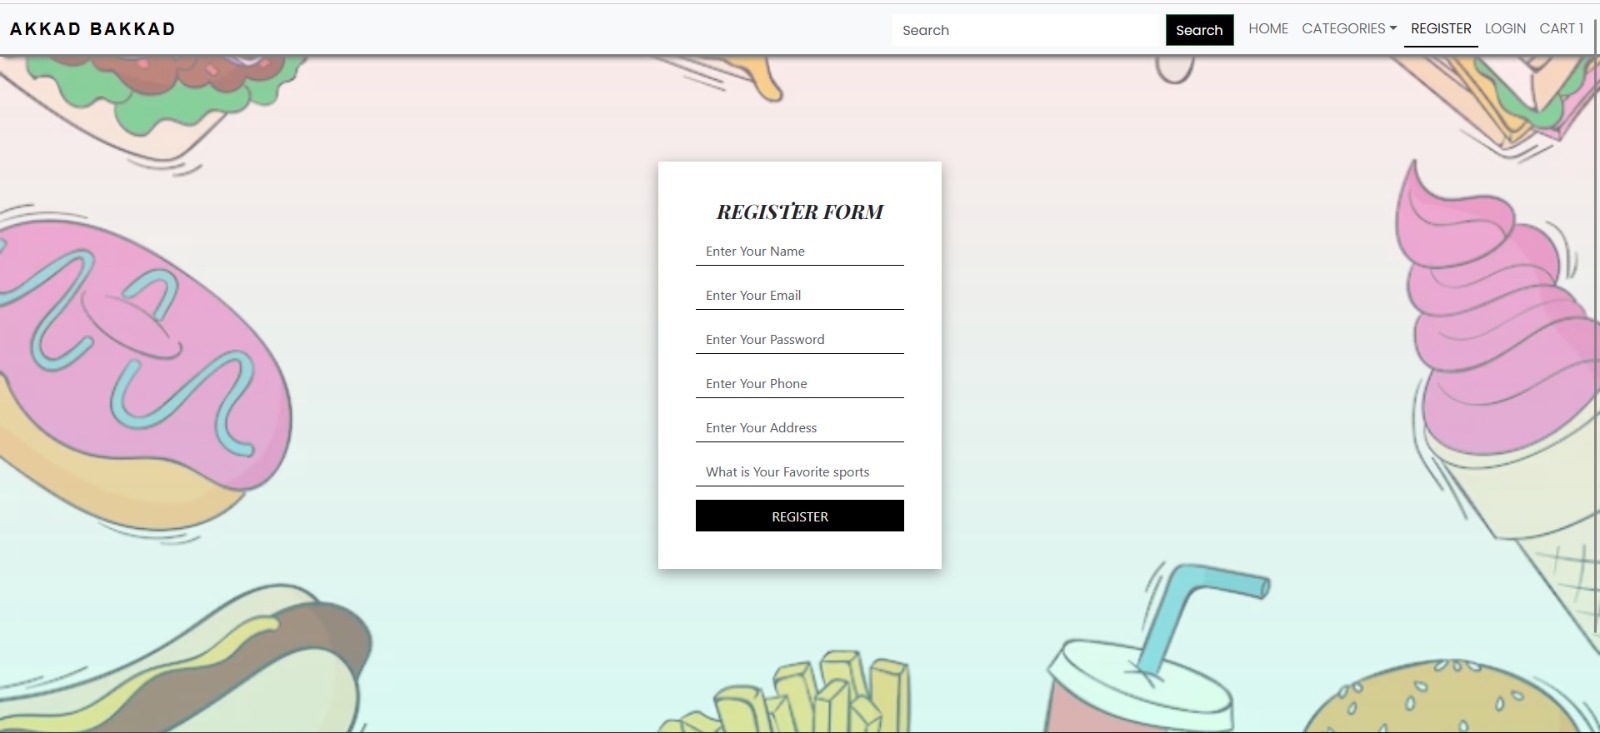 AKKAD BAKKAD
Search Search HOME CATEGORIES REGISTER LOGIN CART 1
REGISTER FORM
Enter Your Name
Enter Your Email
Enter Your Password
Enter Your Phone
Enter Your Address
What is Your Favorite sports
REGISTER